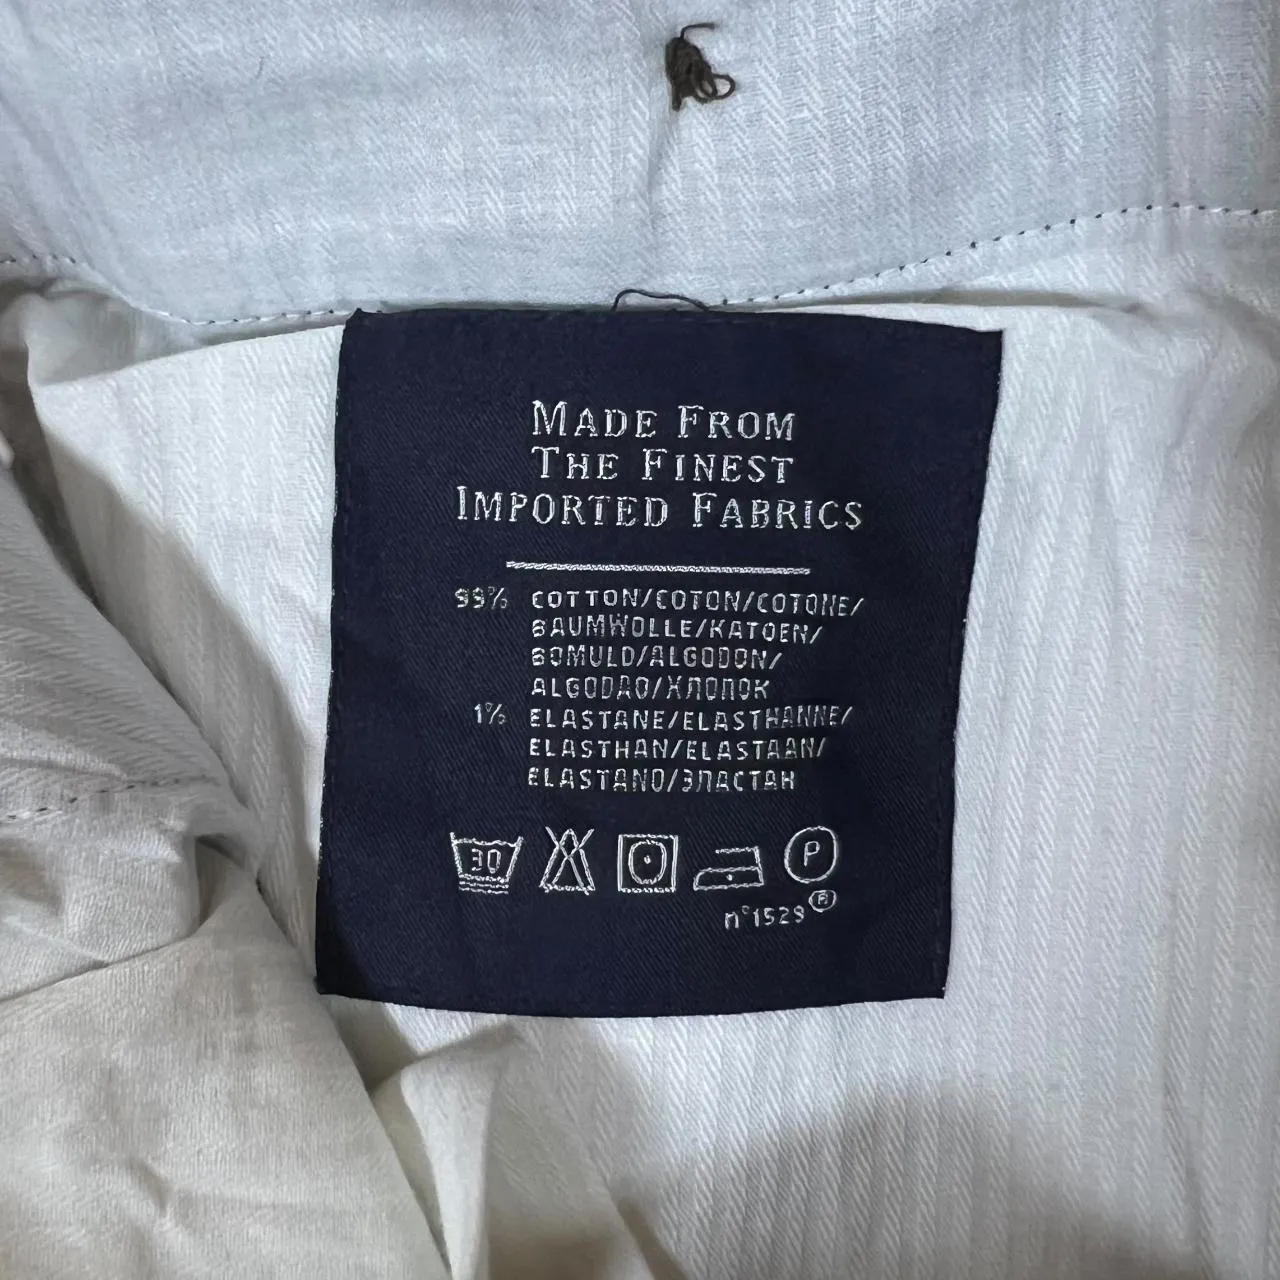 MADE FROM
THE FINEST
IMPORTED FABRICS
99% COTTON/COTON/COTONE/
BAUMWOLLE/KATOEN/
BOMULD/ALGODON/
ALGODAO/ХЛОПОК
1% ELASTANE/ELASTHANNE/
ELASTHAN/ELASTAAN/
ELASTANO/ЭЛАСТАН
30 P
n°1529 ®